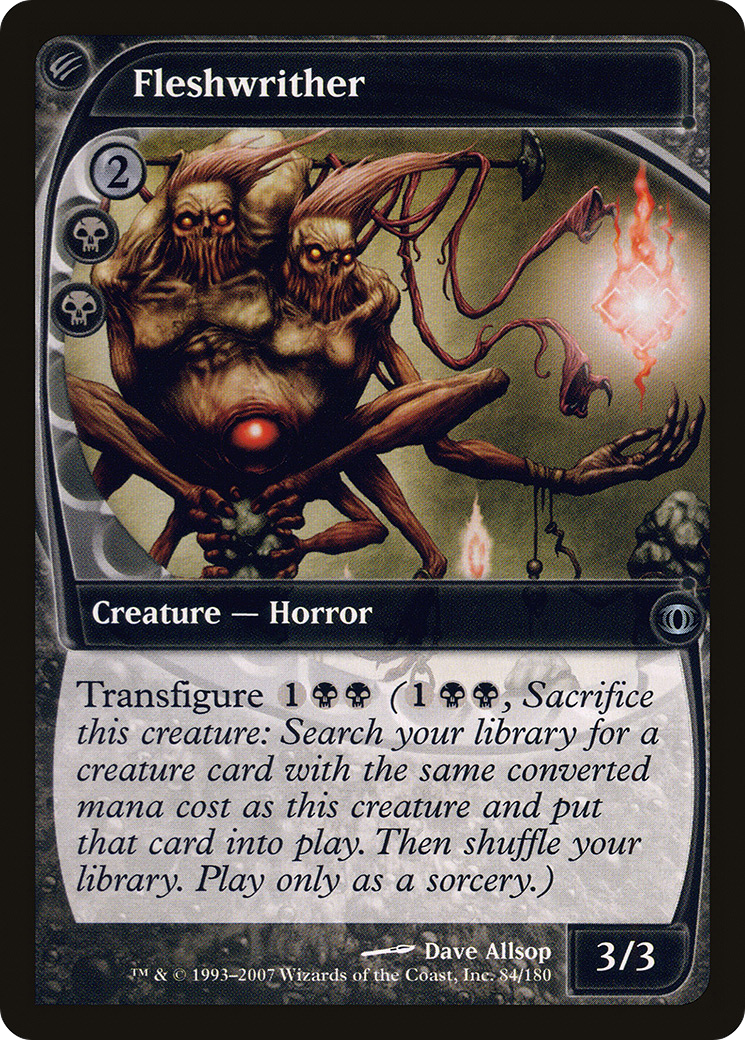 Fleshwrither
2
Creature — Horror
Transfigure 1 (1, Sacrifice
this creature: Search your library for a
creature card with the same converted
mana cost as this creature and put
that card into play. Then shuffle your
library. Play only as a sorcery.)
Dave Allsop
™ & © 1993–2007 Wizards of the Coast, Inc. 84/180
3/3